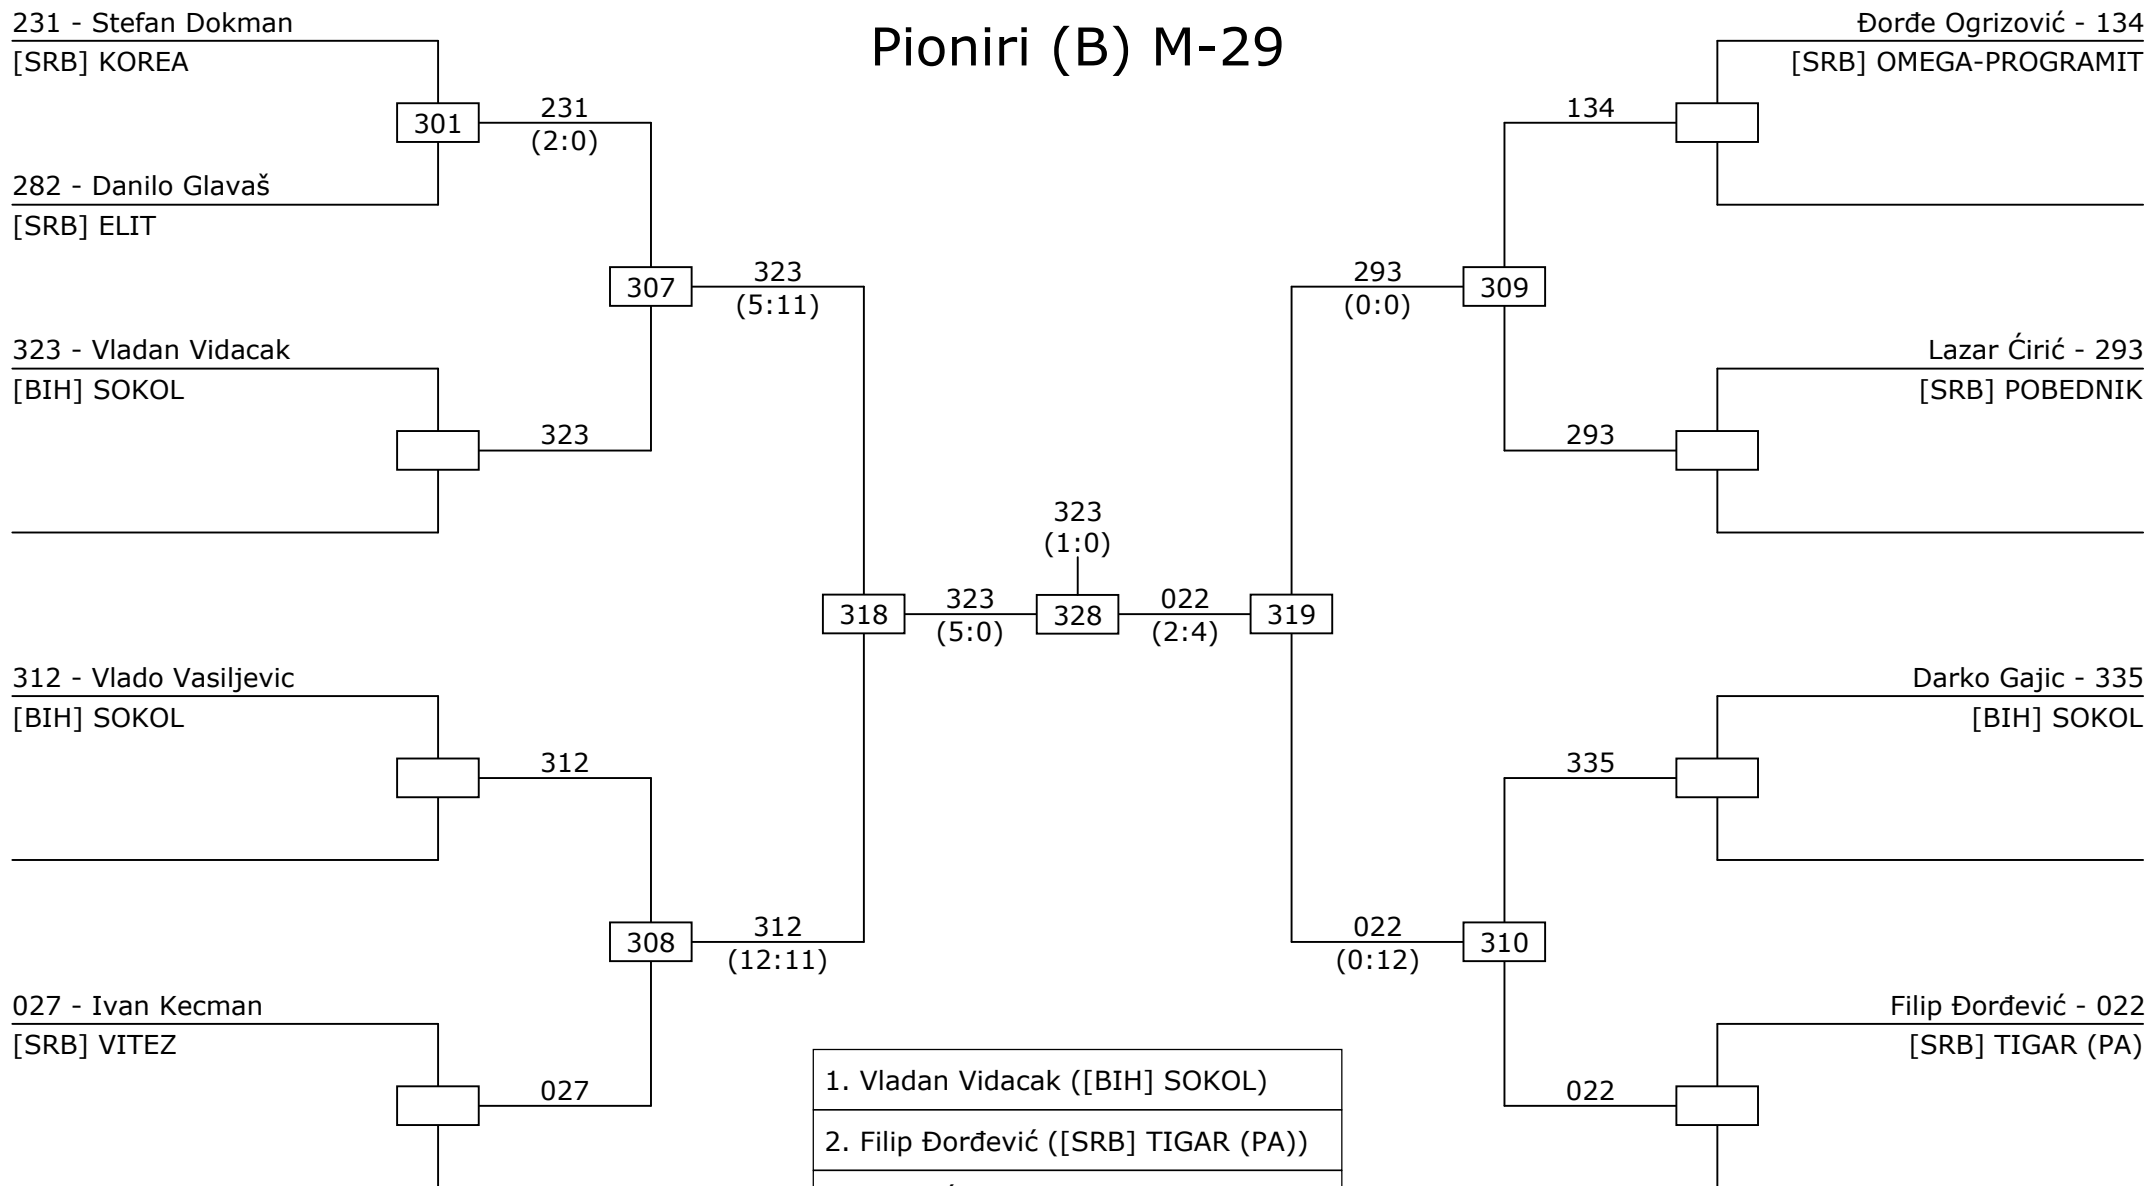 Pioniri (B) M-29
231 - Stefan Dokman
[SRB] KOREA
301
231
(2:0)
282 - Danilo Glavaš
[SRB] ELIT
307
323
(5:11)
323 - Vladan Vidacak
[BIH] SOKOL
323
318
323
(5:0)
312 - Vlado Vasiljevic
[BIH] SOKOL
312
308
312
(12:11)
027 - Ivan Kecman
[SRB] VITEZ
027
323
(1:0)
328
Đorđe Ogrizović - 134
[SRB] OMEGA-PROGRAMIT
134
293
(0:0)
309
Lazar Ćirić - 293
[SRB] POBEDNIK
293
022
(2:4)
319
Darko Gajic - 335
[BIH] SOKOL
335
022
(0:12)
310
Filip Đorđević - 022
[SRB] TIGAR (PA)
022
1. Vladan Vidacak ([BIH] SOKOL)
2. Filip Đorđević ([SRB] TIGAR (PA))